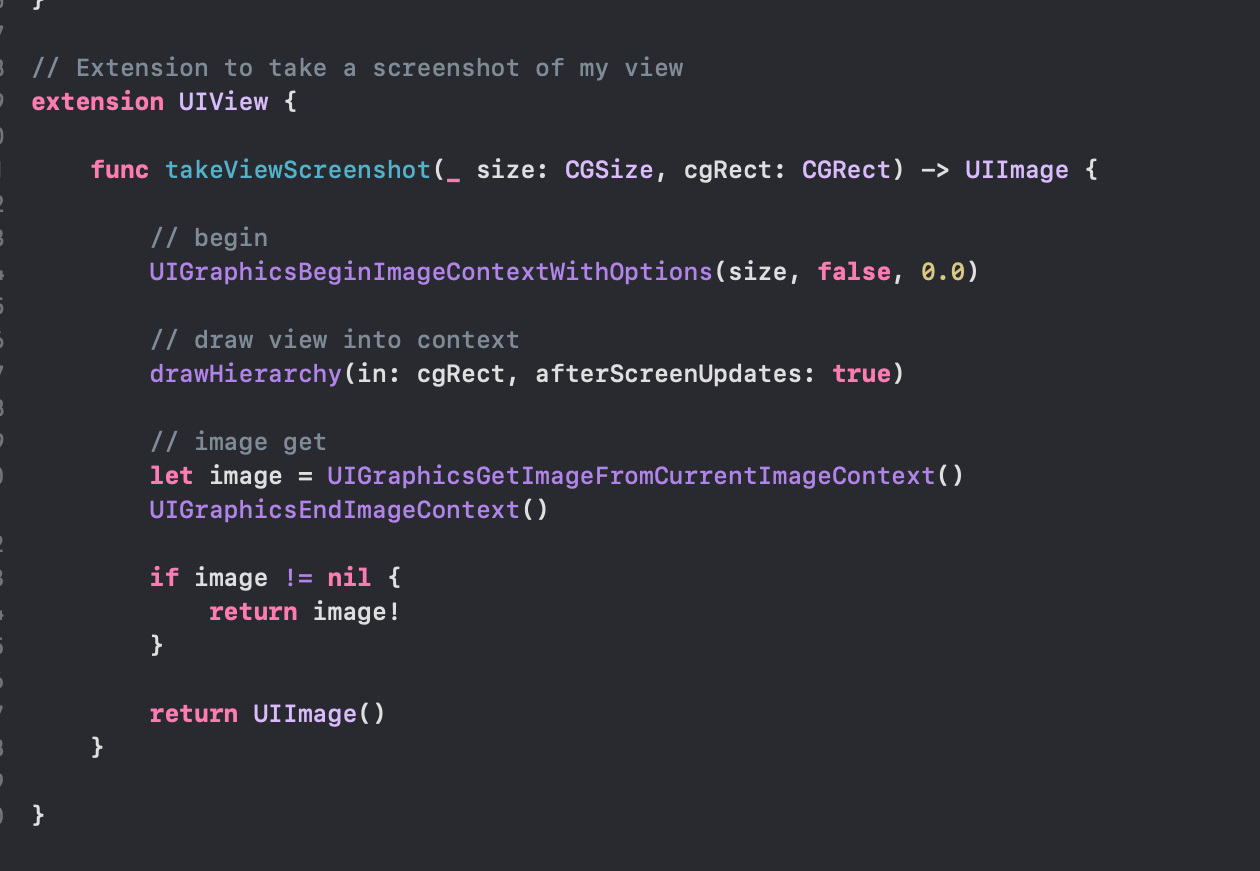 }
// Extension to take a screenshot of my view
extension UIView {
func takeViewScreenshot(_ size: CGSize, cgRect: CGRect) -> UIImage {
// begin
UIGraphicsBeginImageContextWithOptions(size, false, 0.0)
// draw view into context
drawHierarchy(in: cgRect, afterScreenUpdates: true)
// image get
let image = UIGraphicsGetImageFromCurrentImageContext()
UIGraphicsEndImageContext()
if image != nil {
return image!
}
return UIImage()
}
}